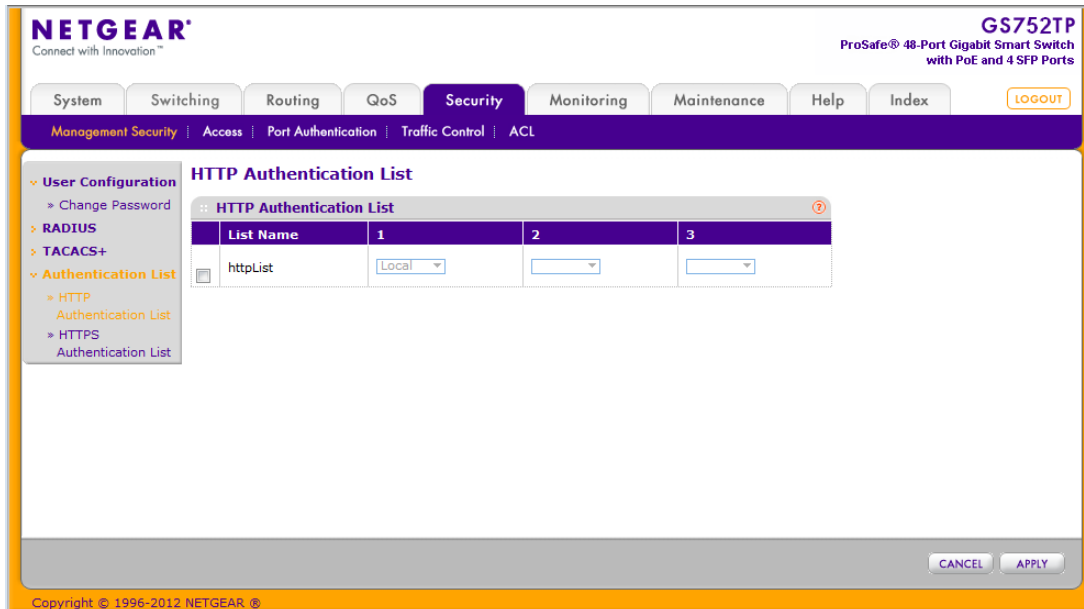 NETGEAR®
Connect with Innovation™
GS752TP
ProSafe® 48-Port Gigabit Smart Switch
with PoE and 4 SFP Ports
System Switching Routing QoS Security Monitoring Maintenance Help Index LOGOUT
Management Security | Access | Port Authentication | Traffic Control | ACL
User Configuration
» Change Password
RADIUS
TACACS+
Authentication List
» HTTP
Authentication List
» HTTPS
Authentication List
HTTP Authentication List
HTTP Authentication List ?
List Name 1 2 3
httpList Local
CANCEL APPLY
Copyright © 1996-2012 NETGEAR ®